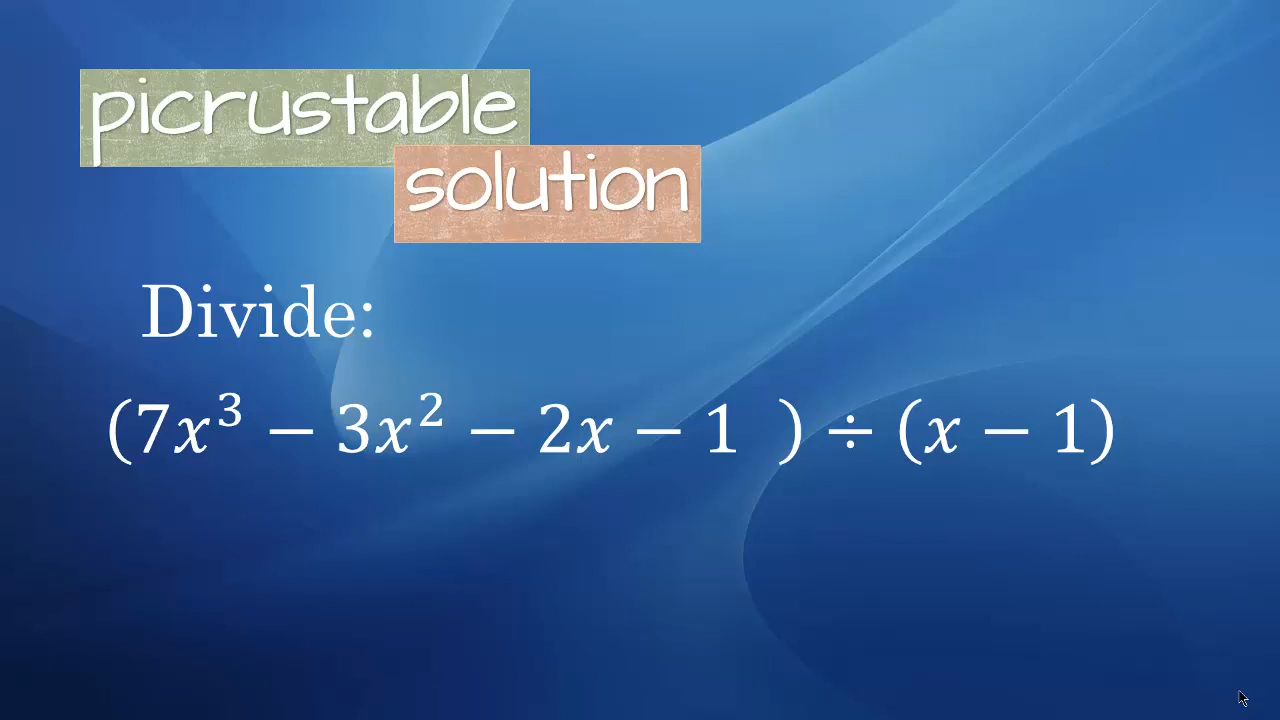 picrustable
solution
Divide:
(7x³ − 3x² − 2x − 1 ) ÷ (x − 1)